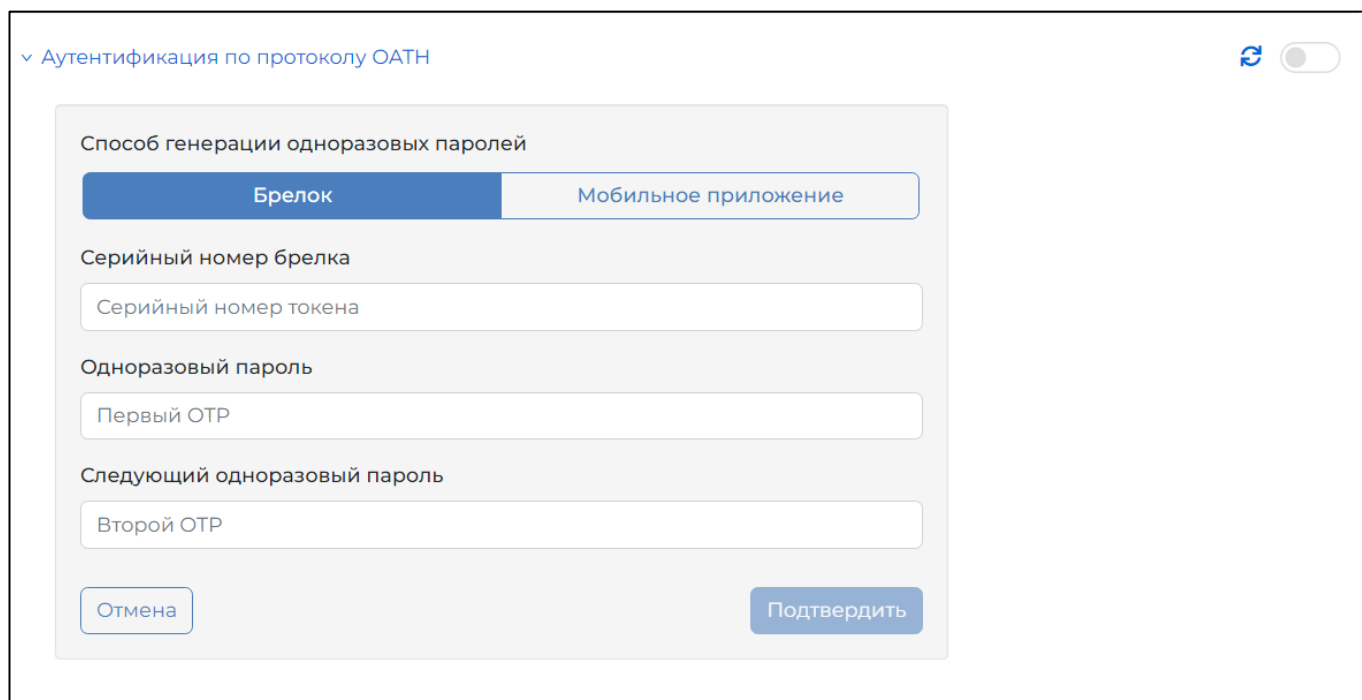 Аутентификация по протоколу OATH
Способ генерации одноразовых паролей
Брелок
Мобильное приложение
Серийный номер брелка
Серийный номер токена
Одноразовый пароль
Первый OTP
Следующий одноразовый пароль
Второй OTP
Отмена
Подтвердить